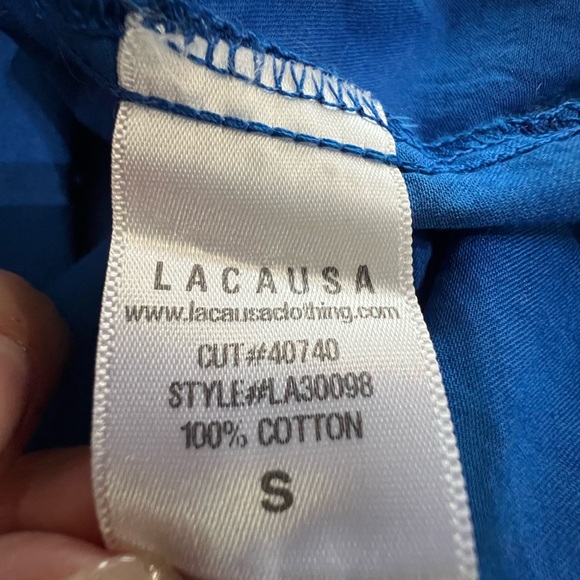 LACAUSA
www.lacausaclothing.com
CUT#40740
STYLE#LA30098
100% COTTON
S